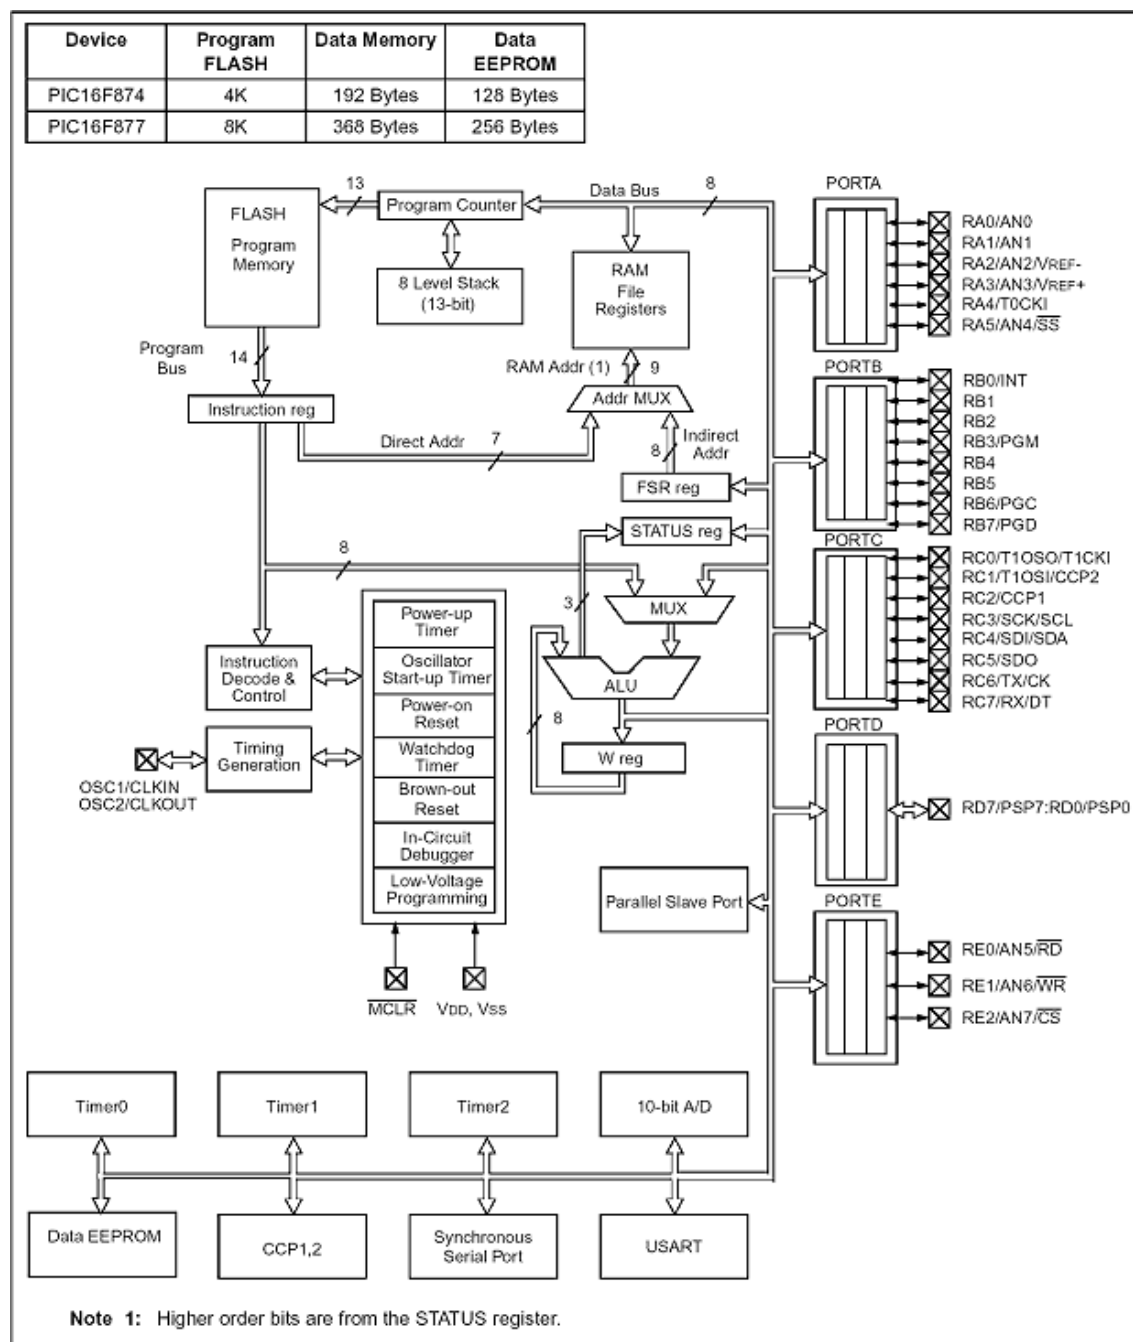 Device Program FLASH Data Memory Data EEPROM
PIC16F874 4K 192 Bytes 128 Bytes
PIC16F877 8K 368 Bytes 256 Bytes
FLASH
Program
Memory
13
Program Counter
8 Level Stack
(13-bit)
Data Bus
8
RAM
File
Registers
Program
Bus
14
Instruction reg
RAM Addr (1)
9
Addr MUX
Direct Addr
7
8
Indirect
Addr
FSR reg
STATUS reg
8
3
MUX
ALU
8
W reg
Instruction
Decode &
Control
Timing
Generation
OSC1/CLKIN
OSC2/CLKOUT
Power-up
Timer
Oscillator
Start-up Timer
Power-on
Reset
Watchdog
Timer
Brown-out
Reset
In-Circuit
Debugger
Low-Voltage
Programming
MCLR
VDD, VSS
Parallel Slave Port
PORTA
RA0/AN0
RA1/AN1
RA2/AN2/VREF-
RA3/AN3/VREF+
RA4/T0CKI
RA5/AN4/SS
PORTB
RB0/INT
RB1
RB2
RB3/PGM
RB4
RB5
RB6/PGC
RB7/PGD
PORTC
RC0/T1OSO/T1CKI
RC1/T1OSI/CCP2
RC2/CCP1
RC3/SCK/SCL
RC4/SDI/SDA
RC5/SDO
RC6/TX/CK
RC7/RX/DT
PORTD
RD7/PSP7:RD0/PSP0
PORTE
RE0/AN5/RD
RE1/AN6/WR
RE2/AN7/CS
Timer0
Timer1
Timer2
10-bit A/D
Data EEPROM
CCP1,2
Synchronous
Serial Port
USART
Note 1: Higher order bits are from the STATUS register.